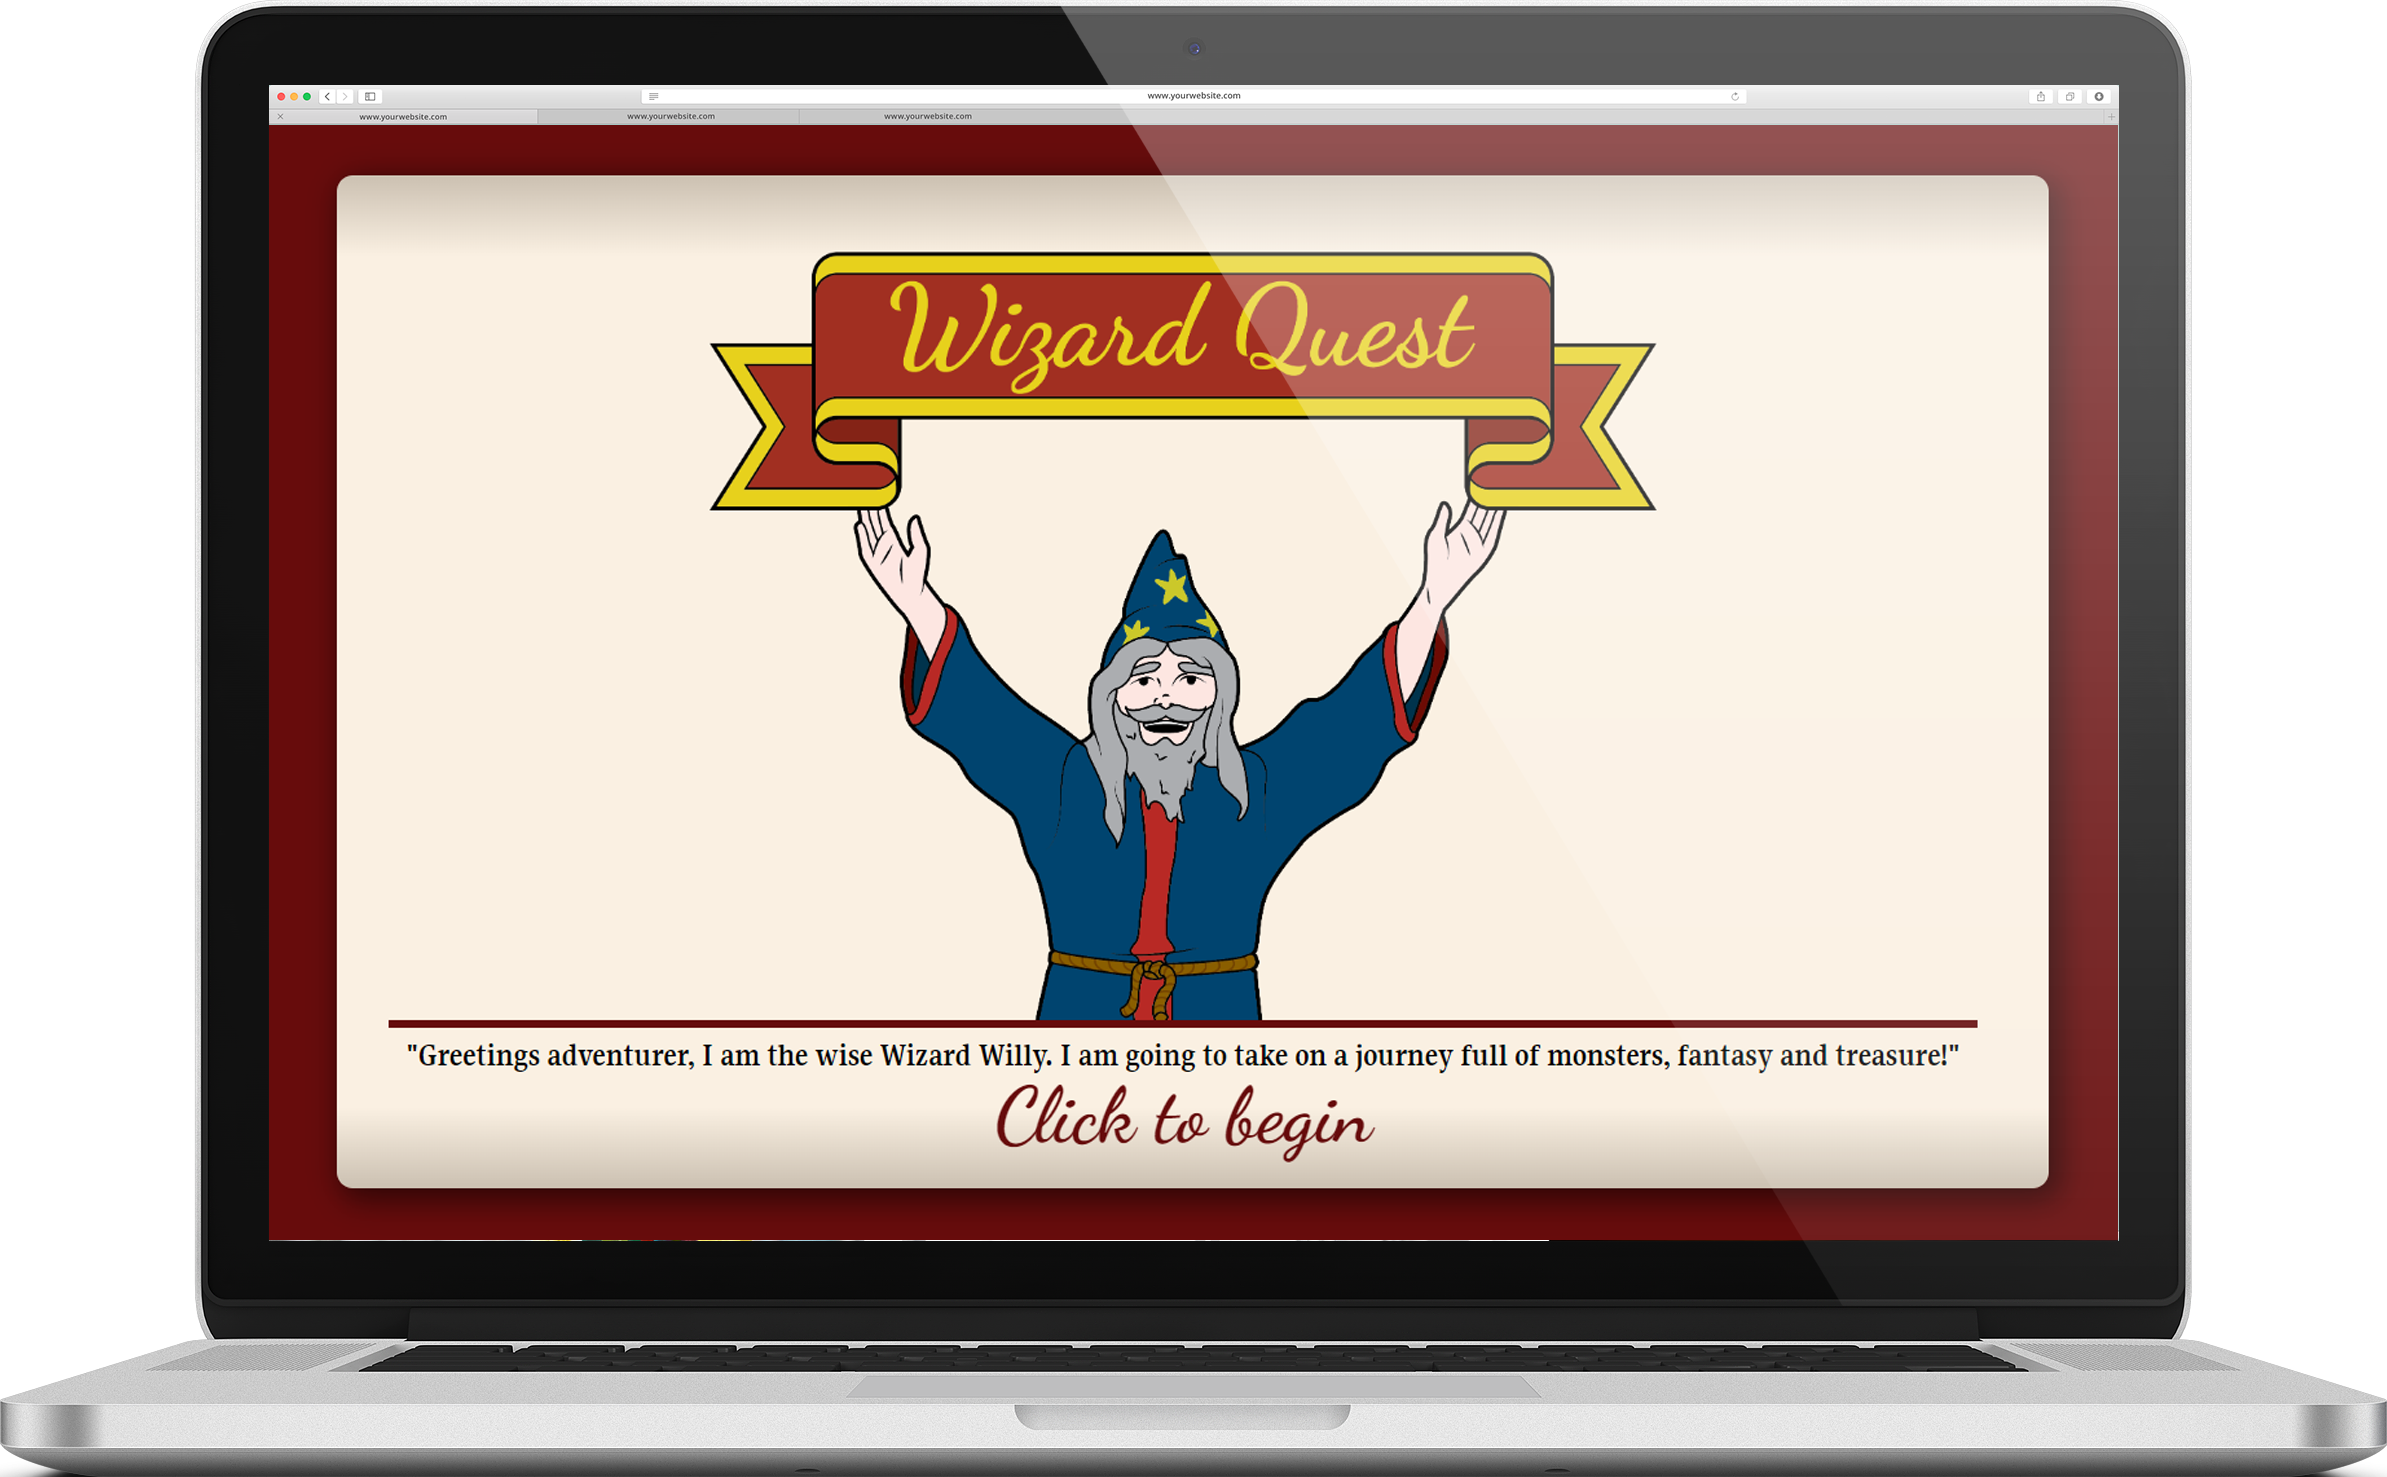 www.yourwebsite.com
www.yourwebsite.com www.yourwebsite.com www.yourwebsite.com
Wizard Quest
"Greetings adventurer, I am the wise Wizard Willy. I am going to take on a journey full of monsters, fantasy and treasure!"
Click to begin